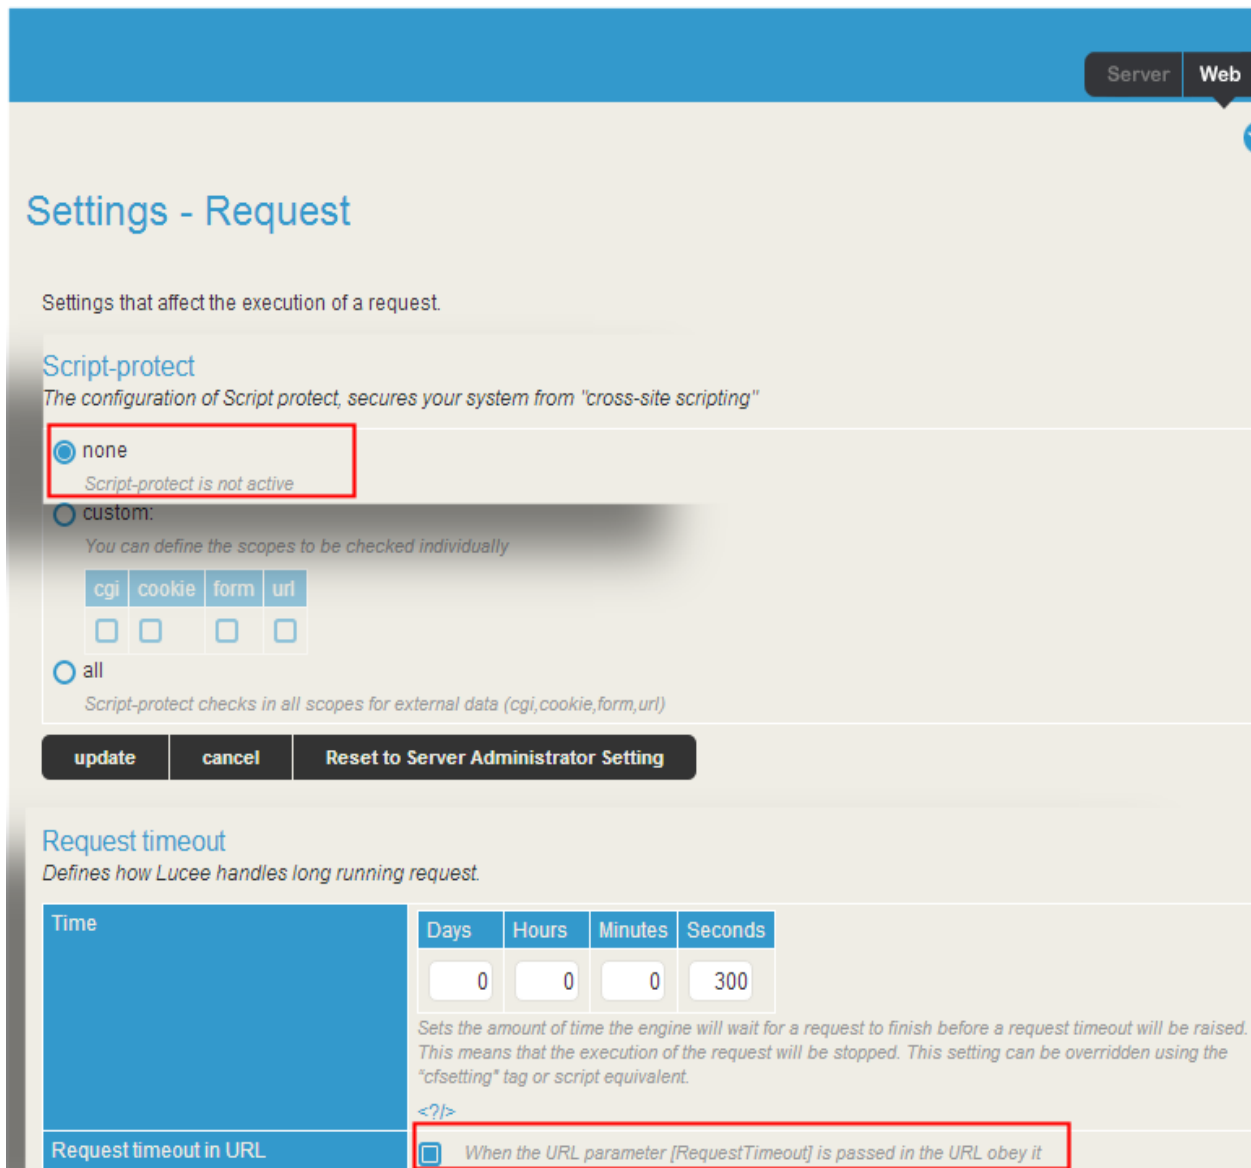 Server Web
Settings - Request
Settings that affect the execution of a request.
Script-protect
The configuration of Script protect, secures your system from "cross-site scripting"
none
Script-protect is not active
custom:
You can define the scopes to be checked individually
cgi cookie form url
all
Script-protect checks in all scopes for external data (cgi,cookie,form,url)
update cancel Reset to Server Administrator Setting
Request timeout
Defines how Lucee handles long running request.
Time
Days Hours Minutes Seconds
0 0 0 300
Sets the amount of time the engine will wait for a request to finish before a request timeout will be raised.
This means that the execution of the request will be stopped. This setting can be overridden using the
"cfsetting" tag or script equivalent.
<?/>
Request timeout in URL
When the URL parameter [RequestTimeout] is passed in the URL obey it